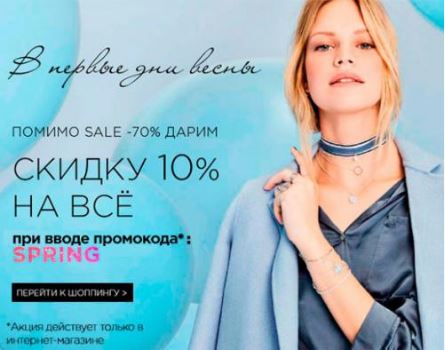 В первые дни весны
ПОМИМО SALE -70% ДАРИМ
СКИДКУ 10%
НА ВСЁ
при вводе промокода*:
SPRING
ПЕРЕЙТИ К ШОППИНГУ >
*Акция действует только в
интернет-магазине